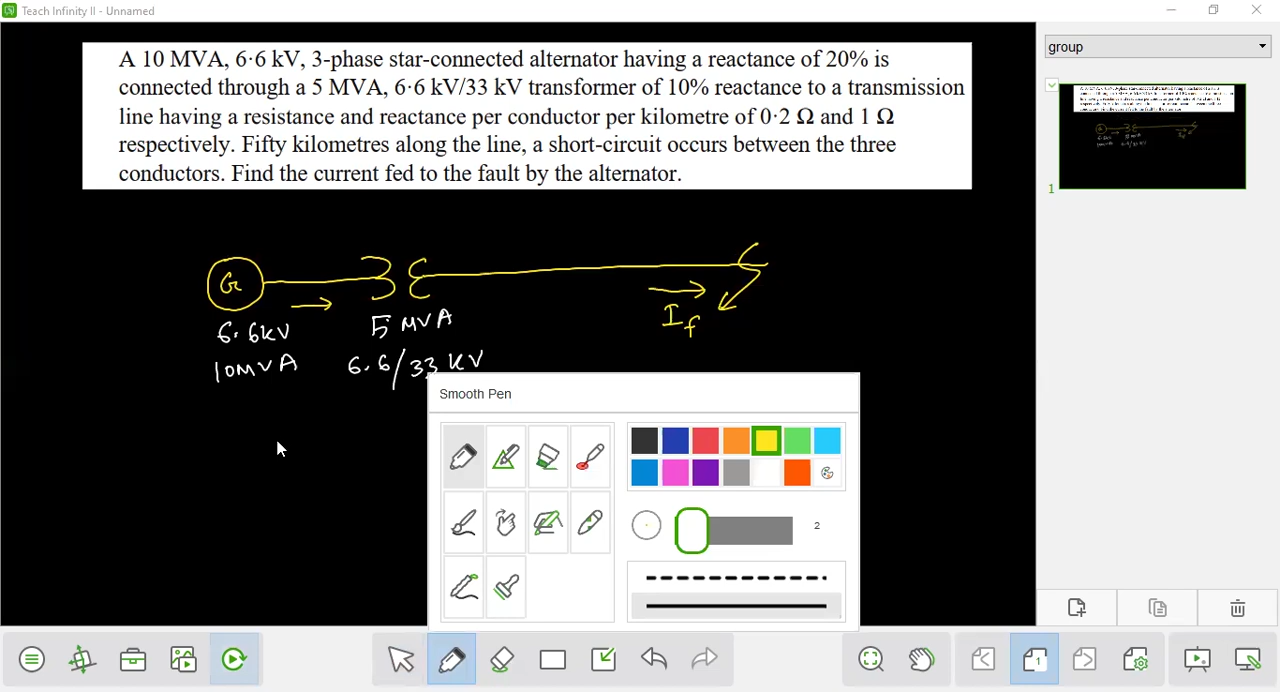 Teach Infinity II - Unnamed
group
A 10 MVA, 6·6 kV, 3-phase star-connected alternator having a reactance of 20% is
connected through a 5 MVA, 6·6 kV/33 kV transformer of 10% reactance to a transmission
line having a resistance and reactance per conductor per kilometre of 0·2 Ω and 1 Ω
respectively. Fifty kilometres along the line, a short-circuit occurs between the three
conductors. Find the current fed to the fault by the alternator.
G
6.6kV
10MVA
5 MVA
6.6/33 KV
If
Smooth Pen
2
1
1